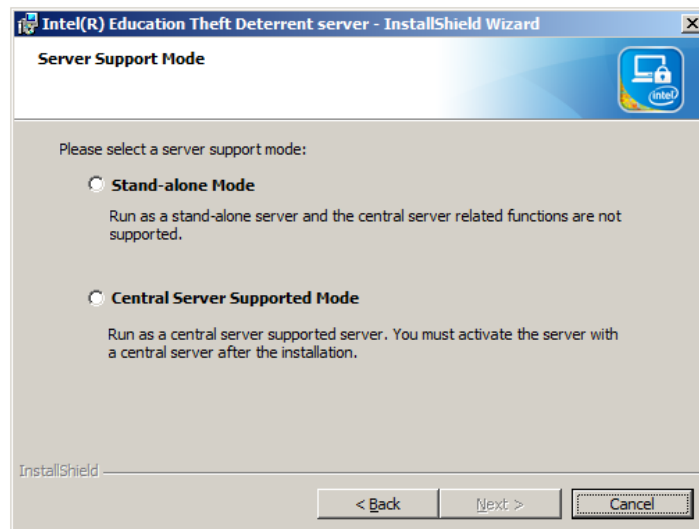 Intel(R) Education Theft Deterrent server - InstallShield Wizard
Server Support Mode
intel
Please select a server support mode:
Stand-alone Mode
Run as a stand-alone server and the central server related functions are not
supported.
Central Server Supported Mode
Run as a central server supported server. You must activate the server with
a central server after the installation.
InstallShield
< Back
Next >
Cancel